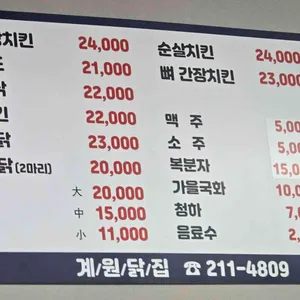 치킨 24,000
21,000
22,000
22,000
23,000
(2마리) 20,000
大 20,000
中 15,000
小 11,000
순살치킨 24,000
뼈 간장치킨 23,000
맥 주 5,00
소 주 5,00
복분자 15,0
가을국화 10,0
청하 7,
음료수 2,
계/원/닭/집 ☎ 211-4809